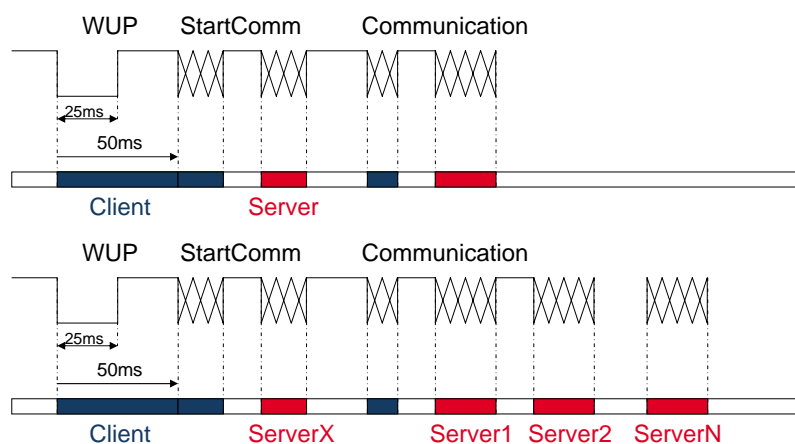 WUP StartComm Communication
25ms
50ms
Client Server
WUP StartComm Communication
25ms
50ms
Client ServerX Server1 Server2 ServerN